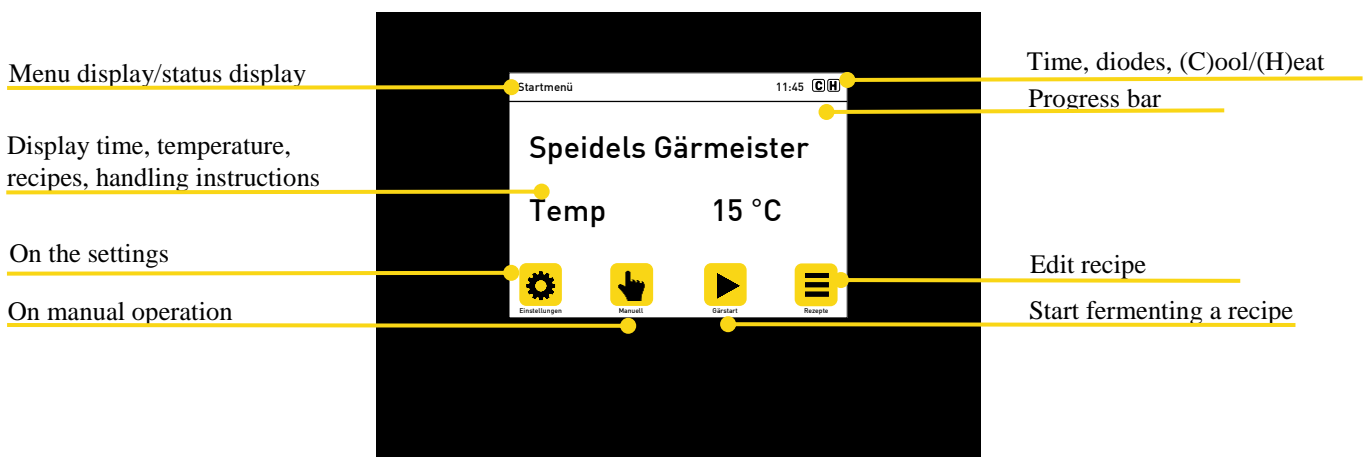 Menu display/status display
Display time, temperature,
recipes, handling instructions
On the settings
On manual operation
Startmenü 11:45 C H
Speidels Gärmeister
Temp 15 °C
Einstellungen Manuell Gärstart Rezepte
Time, diodes, (C)ool/(H)eat
Progress bar
Edit recipe
Start fermenting a recipe